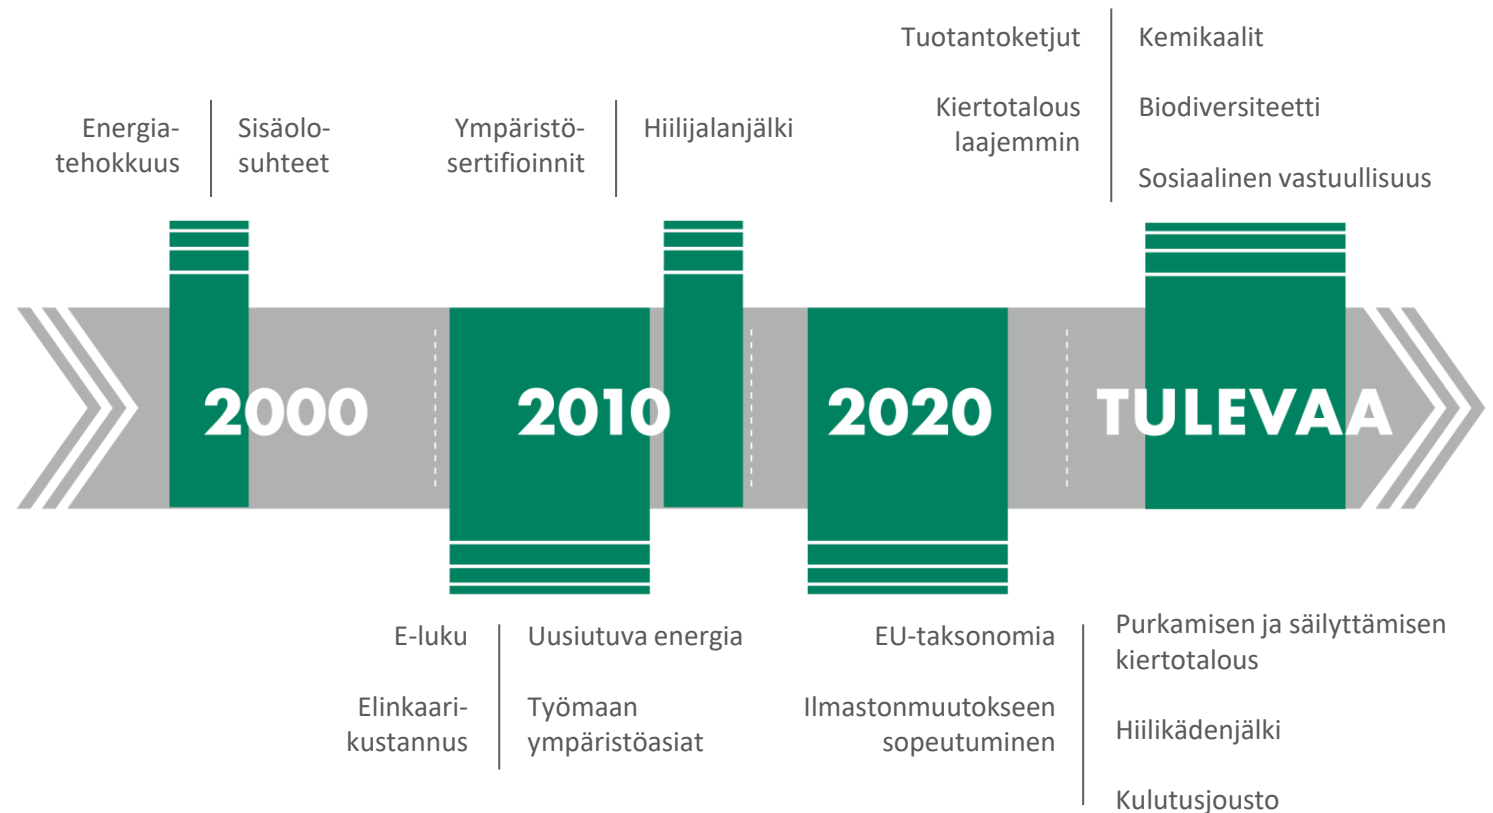 Tuotantoketjut
Kiertotalous
laajemmin
Kemikaalit
Biodiversiteetti
Sosiaalinen vastuullisuus
Energia-
tehokkuus
Sisäolo-
suhteet
Ympäristö-
sertifioinnit
Hiilijalanjälki
2000
2010
2020
TULEVAA
E-luku
Elinkaari-
kustannus
Uusiutuva energia
Työmaan
ympäristöasiat
EU-taksonomia
Ilmastonmuutokseen
sopeutuminen
Purkamisen ja säilyttämisen
kiertotalous
Hiilikädenjälki
Kulutusjousto